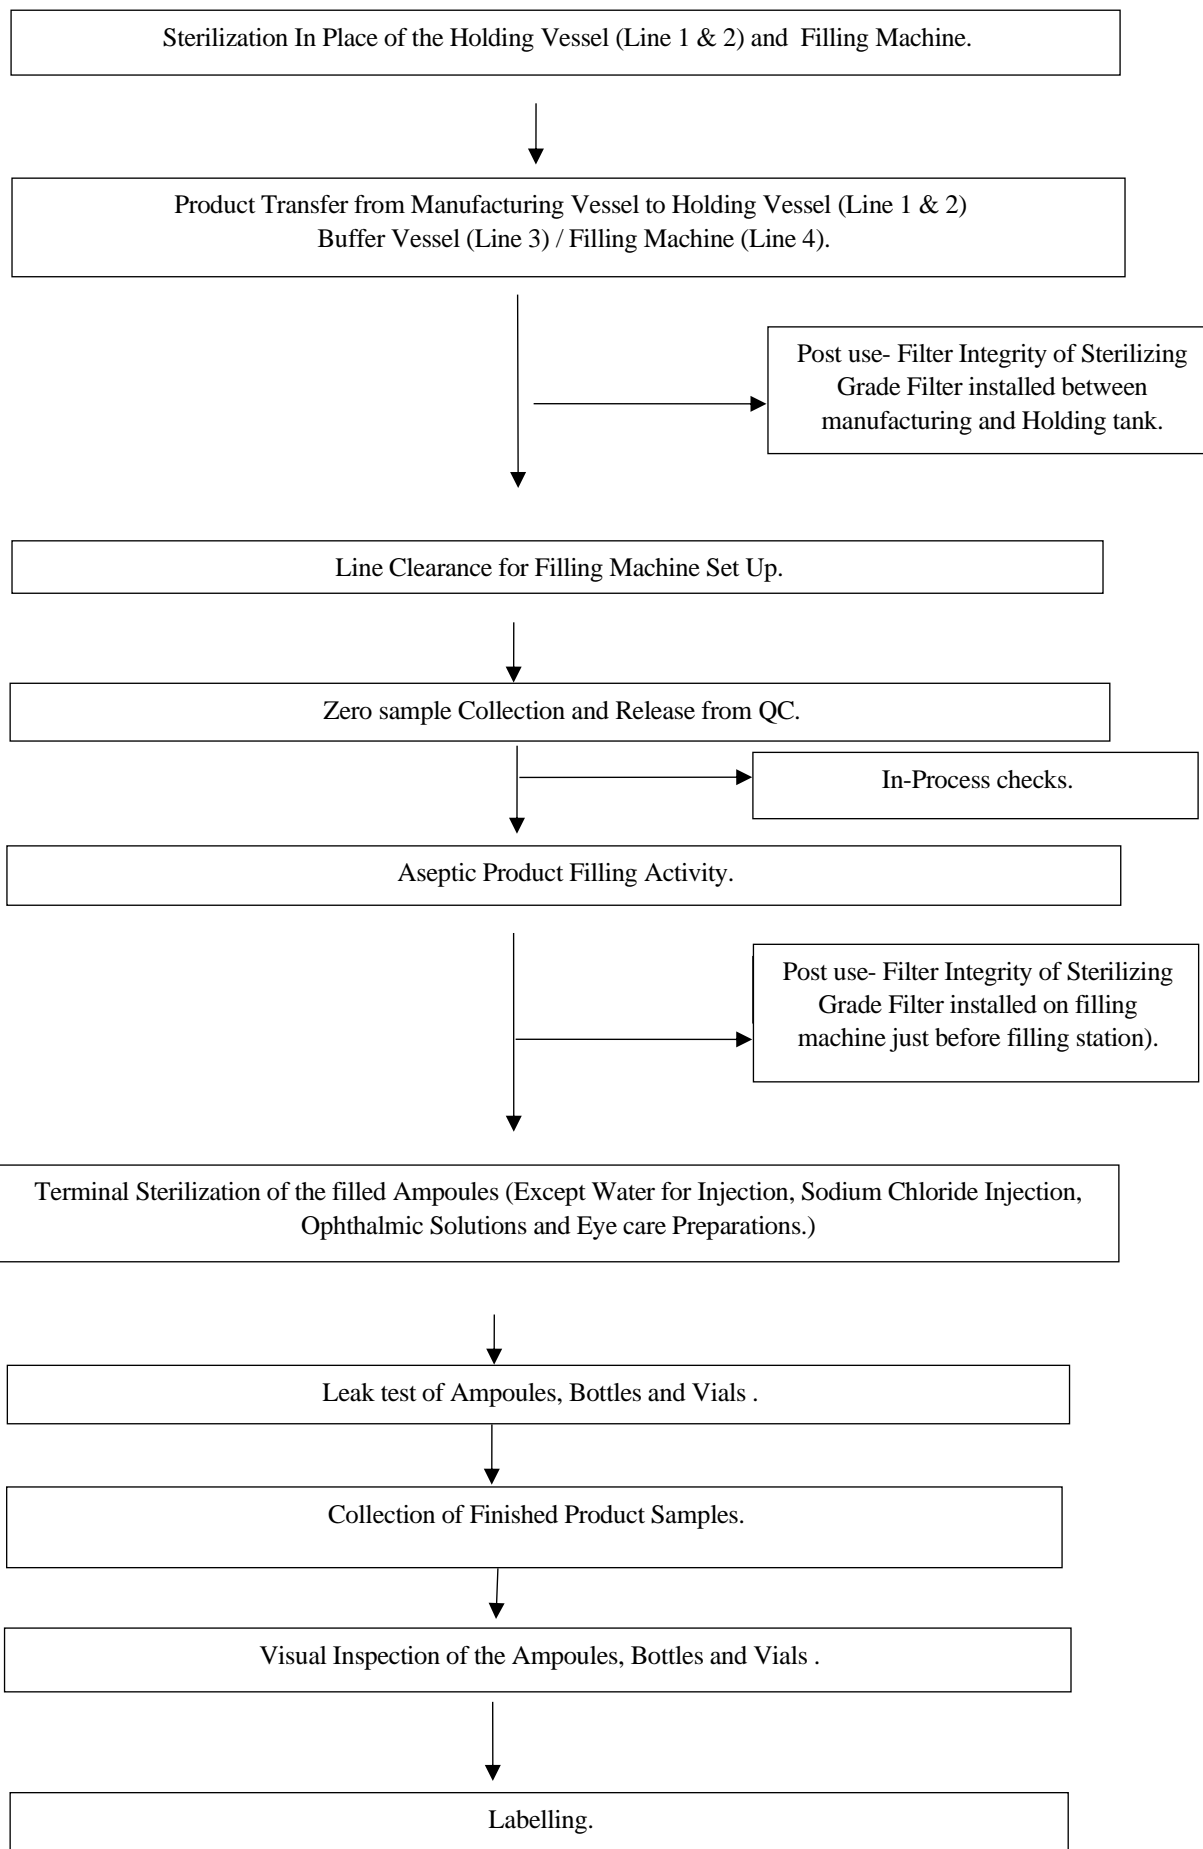 Sterilization In Place of the Holding Vessel (Line 1 & 2) and Filling Machine.
Product Transfer from Manufacturing Vessel to Holding Vessel (Line 1 & 2)
Buffer Vessel (Line 3) / Filling Machine (Line 4).
Post use- Filter Integrity of Sterilizing
Grade Filter installed between
manufacturing and Holding tank.
Line Clearance for Filling Machine Set Up.
Zero sample Collection and Release from QC.
In-Process checks.
Aseptic Product Filling Activity.
Post use- Filter Integrity of Sterilizing
Grade Filter installed on filling
machine just before filling station).
Terminal Sterilization of the filled Ampoules (Except Water for Injection, Sodium Chloride Injection,
Ophthalmic Solutions and Eye care Preparations.)
Leak test of Ampoules, Bottles and Vials .
Collection of Finished Product Samples.
Visual Inspection of the Ampoules, Bottles and Vials .
Labelling.